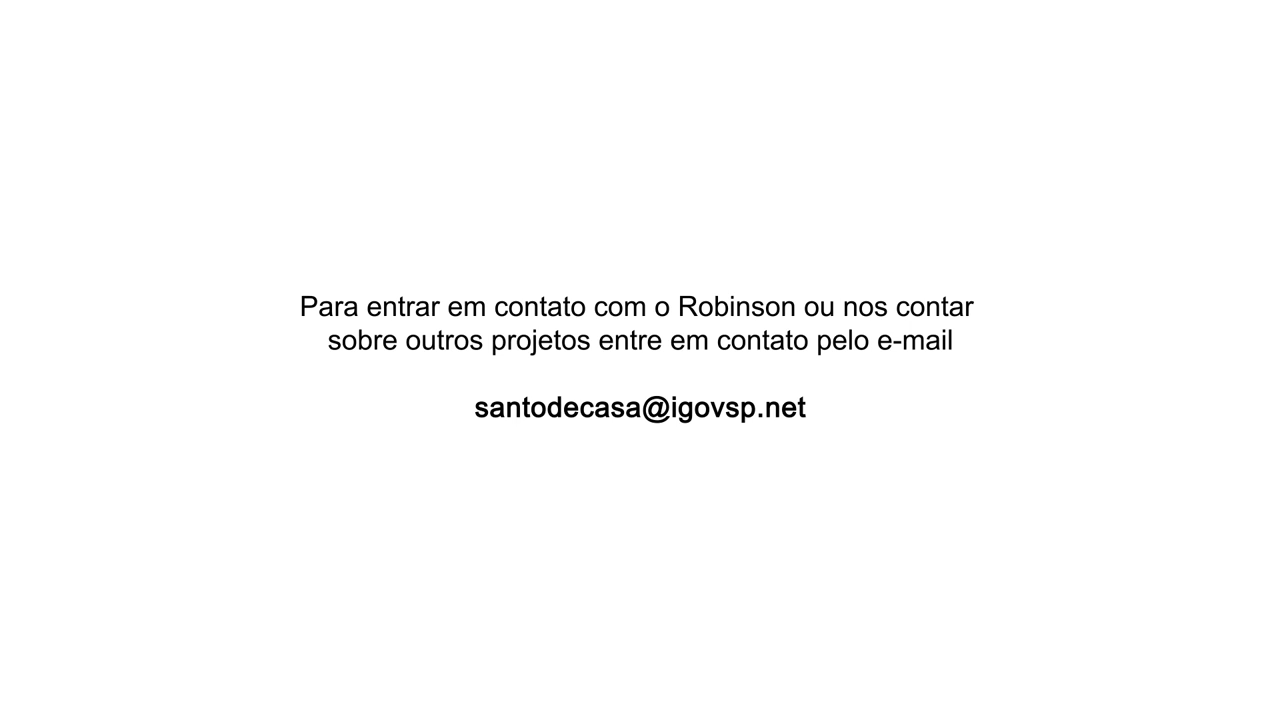 Para entrar em contato com o Robinson ou nos contar
sobre outros projetos entre em contato pelo e-mail
santodecasa@igovsp.net